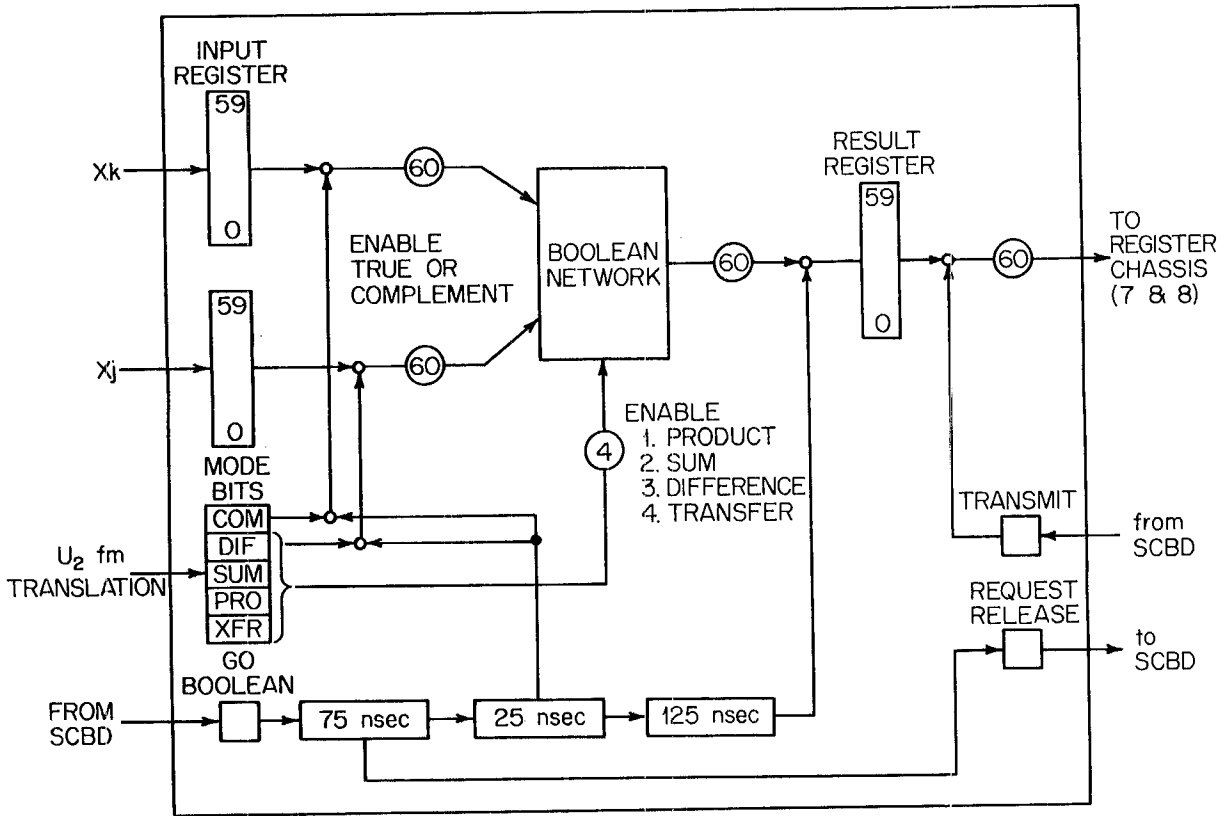 INPUT
REGISTER
59
0
Xk
60
ENABLE
TRUE OR
COMPLEMENT
BOOLEAN
NETWORK
60
RESULT
REGISTER
59
0
60
TO
REGISTER
CHASSIS
(7 & 8)
59
0
Xj
60
ENABLE
1. PRODUCT
2. SUM
3. DIFFERENCE
4. TRANSFER
4
MODE
BITS
COM
DIF
SUM
PRO
XFR
U₂ fm
TRANSLATION
TRANSMIT
from
SCBD
REQUEST
RELEASE
to
SCBD
GO
BOOLEAN
FROM
SCBD
75 nsec
25 nsec
125 nsec